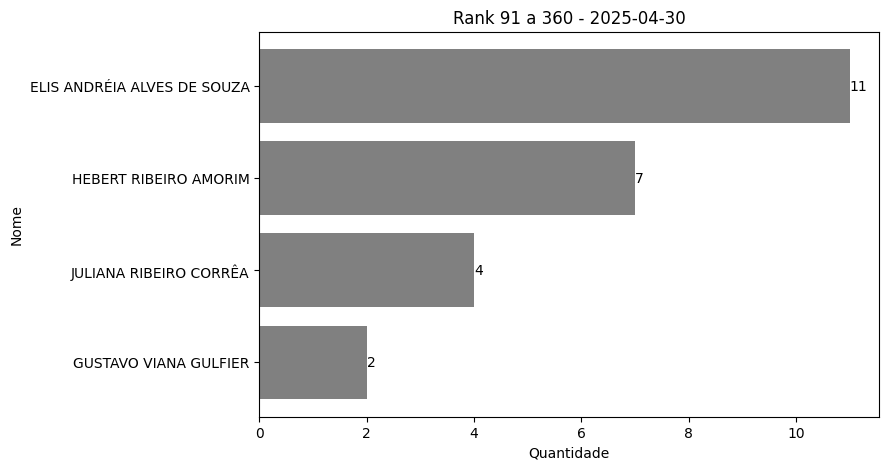 Rank 91 a 360 - 2025-04-30
ELIS ANDRÉIA ALVES DE SOUZA
11
HEBERT RIBEIRO AMORIM
7
JULIANA RIBEIRO CORRÊA
4
GUSTAVO VIANA GULFIER
2
Nome
0 2 4 6 8 10
Quantidade